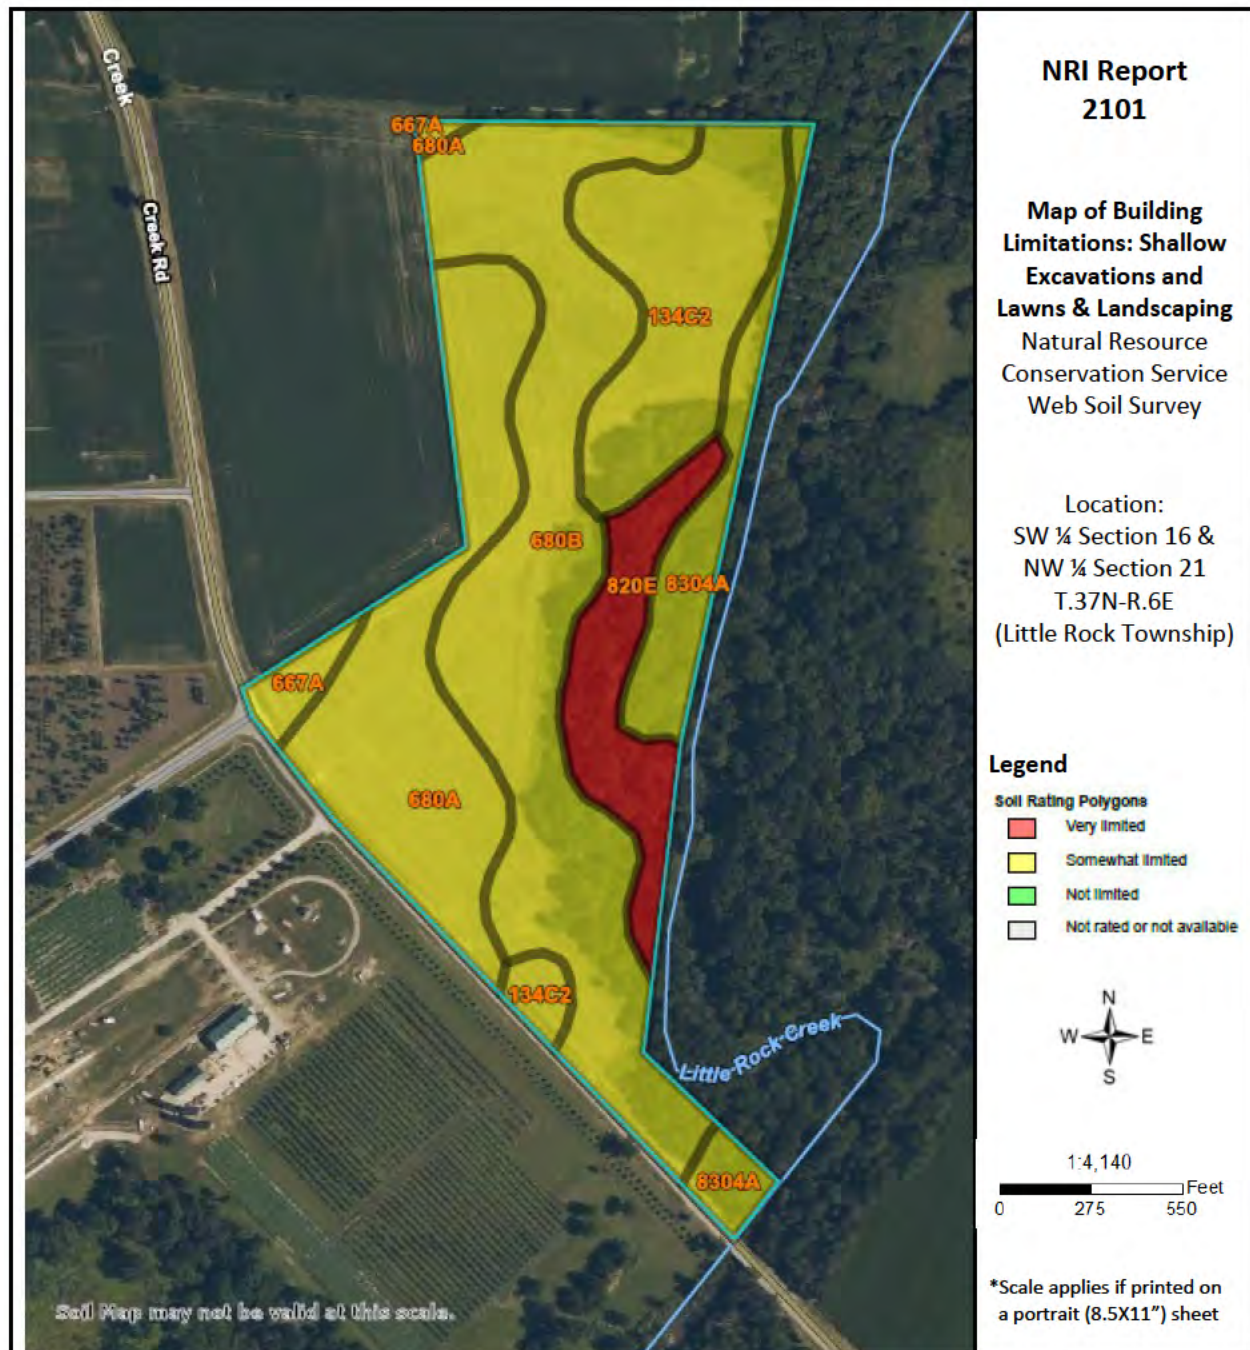 Creek
Creek Rd
667A
680A
134C2
680B
820E
8304A
667A
680A
134C2
Little Rock Creek
8304A
Soil Map may not be valid at this scale.
NRI Report
2101
Map of Building
Limitations: Shallow
Excavations and
Lawns & Landscaping
Natural Resource
Conservation Service
Web Soil Survey
Location:
SW ¼ Section 16 &
NW ¼ Section 21
T.37N-R.6E
(Little Rock Township)
Legend
Soil Rating Polygons
Very limited
Somewhat limited
Not limited
Not rated or not available
N
W E
S
1:4,140
Feet
0 275 550
*Scale applies if printed on
a portrait (8.5X11”) sheet